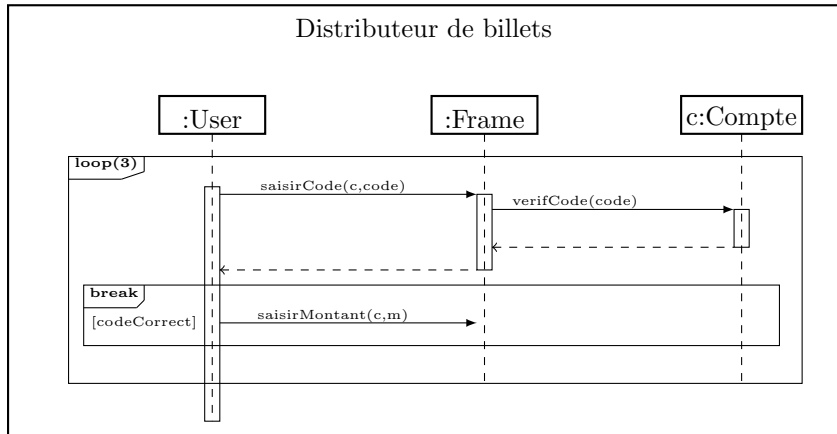 Distributeur de billets
:User
:Frame
c:Compte
loop(3)
saisirCode(c,code)
verifCode(code)
break
[codeCorrect]
saisirMontant(c,m)